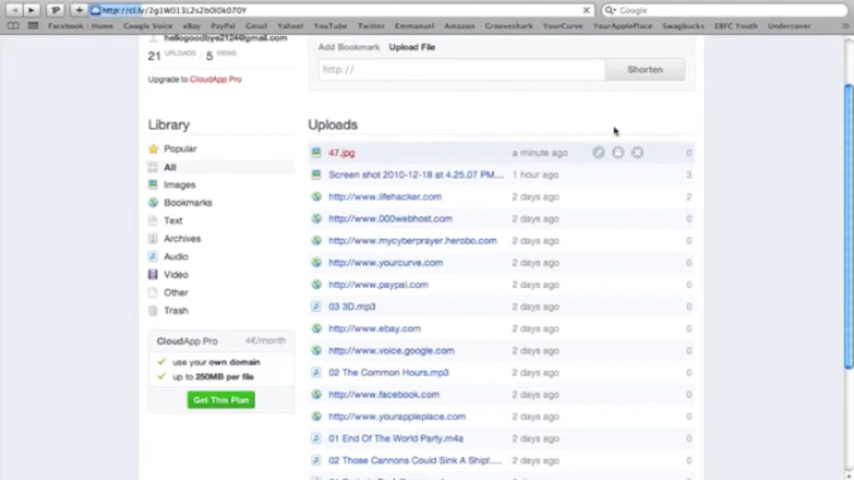 Facebook | Home Google Voice eBay PayPal Gmail Yahoo! YouTube Twitter Emmanuel Amazon Grooveshark YourCurve YourApplePlace Swagbucks EBFC Youth Undercover
Google
hellogoodbye2124@gmail.com
21 UPLOADS / 5 VIEWS
Upgrade to CloudApp Pro
Add Bookmark Upload File
http:// Shorten
Library
Popular
All
Images
Bookmarks
Text
Archives
Audio
Video
Other
Trash
CloudApp Pro 4€/month
use your own domain
up to 250MB per file
Get This Plan
Uploads
47.jpg a minute ago 0
Screen shot 2010-12-18 at 4.25.07 PM.... 1 hour ago 3
http://www.lifehacker.com 2 days ago 2
http://www.000webhost.com 2 days ago 0
http://www.mycyberprayer.herobo.com 2 days ago 0
http://www.yourcurve.com 2 days ago 0
http://www.paypal.com 2 days ago 0
03 3D.mp3 2 days ago 0
http://www.ebay.com 2 days ago 0
http://www.voice.google.com 2 days ago 0
02 The Common Hours.mp3 2 days ago 0
http://www.facebook.com 2 days ago 0
http://www.yourappleplace.com 2 days ago 0
01 End Of The World Party.m4a 2 days ago 0
02 Those Cannons Could Sink A Ship!.... 2 days ago 0